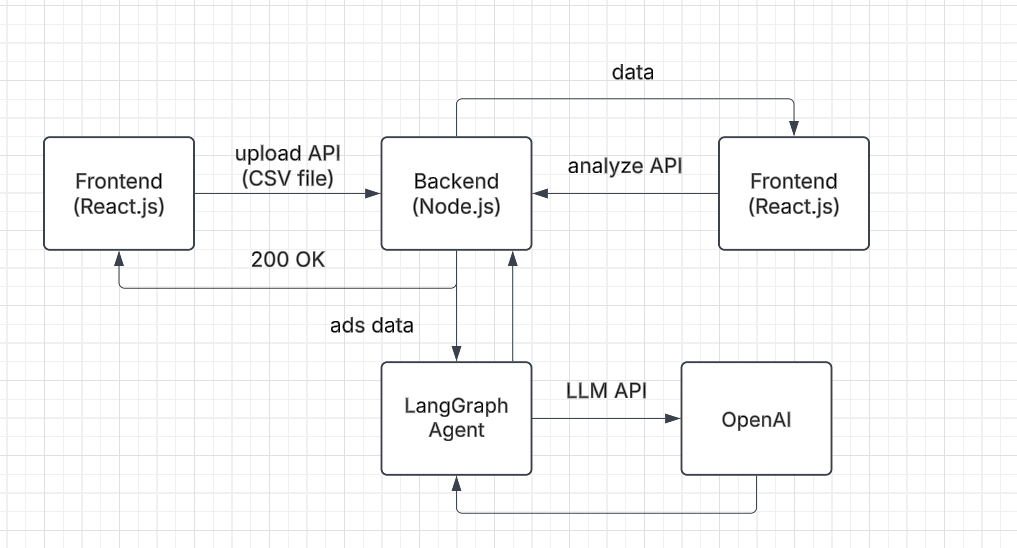 data
upload API
(CSV file)
analyze API
Frontend
(React.js)
Backend
(Node.js)
Frontend
(React.js)
200 OK
ads data
LLM API
LangGraph
Agent
OpenAI